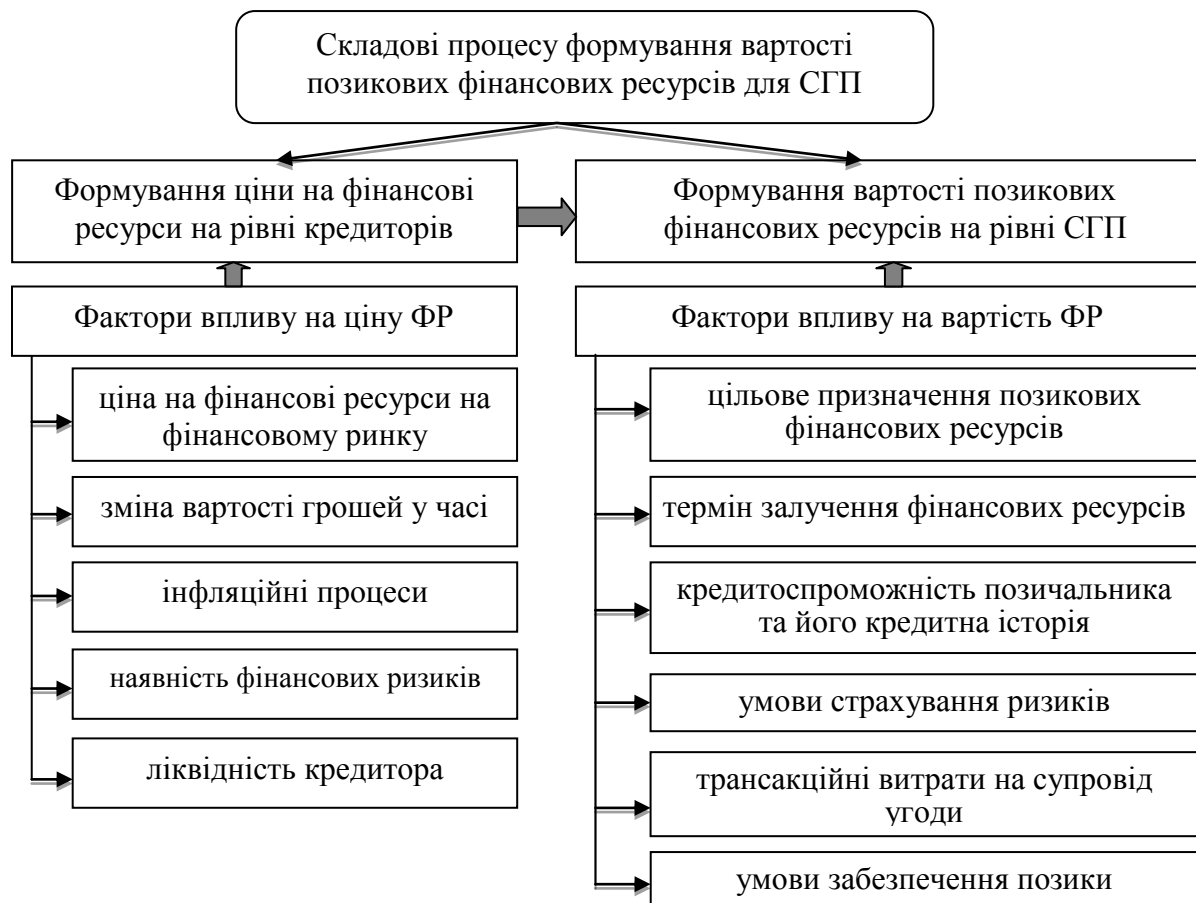 Складові процесу формування вартості
позикових фінансових ресурсів для СГП
Формування ціни на фінансові
ресурси на рівні кредиторів
Формування вартості позикових
фінансових ресурсів на рівні СГП
Фактори впливу на ціну ФР
ціна на фінансові ресурси на
фінансовому ринку
зміна вартості грошей у часі
інфляційні процеси
наявність фінансових ризиків
ліквідність кредитора
Фактори впливу на вартість ФР
цільове призначення позикових
фінансових ресурсів
термін залучення фінансових ресурсів
кредитоспроможність позичальника
та його кредитна історія
умови страхування ризиків
трансакційні витрати на супровід
угоди
умови забезпечення позики